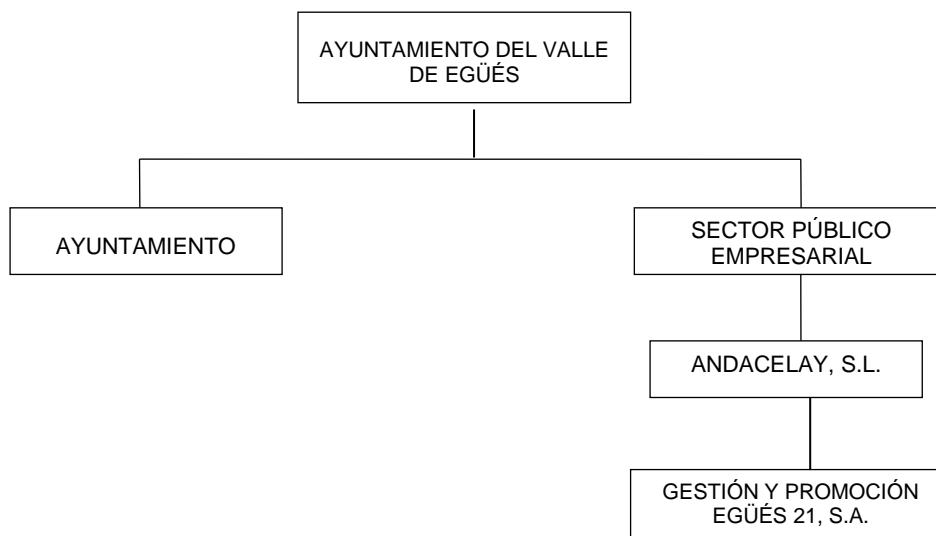 AYUNTAMIENTO DEL VALLE
DE EGÜÉS
AYUNTAMIENTO
SECTOR PÚBLICO
EMPRESARIAL
ANDACELAY, S.L.
GESTIÓN Y PROMOCIÓN
EGÜÉS 21, S.A.